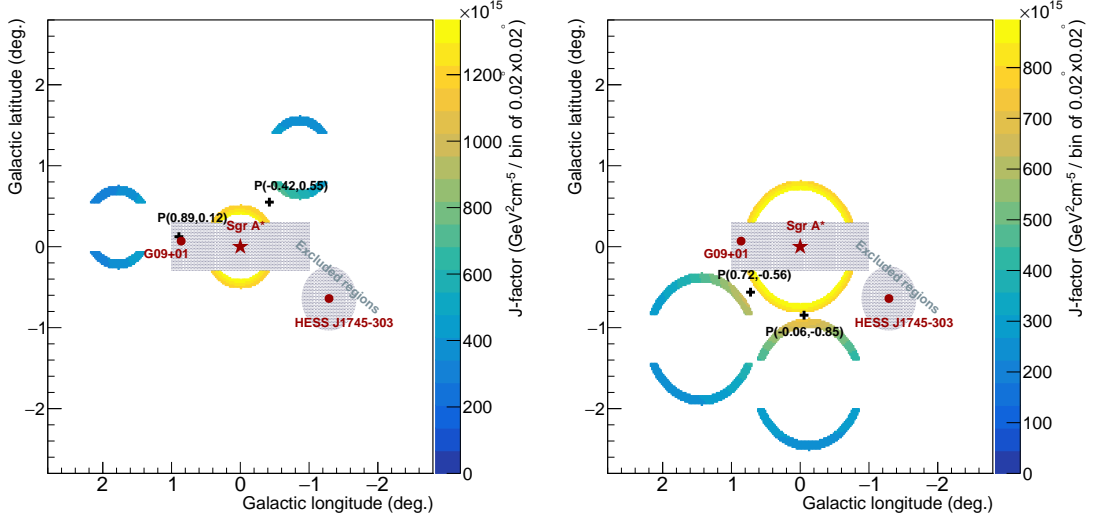 ×10¹⁵
Galactic latitude (deg.)
2
1
0
−1
−2
P(-0.42,0.55)
P(0.89,0.12)
Sgr A*
G09+01
Excluded regions
HESS J1745-303
2 1 0 −1 −2
Galactic longitude (deg.)
1200
1000
800
600
400
200
0
J-factor (GeV²cm⁻⁵ / bin of 0.02°x0.02°)
×10¹⁵
Galactic latitude (deg.)
2
1
0
−1
−2
Sgr A*
G09+01
Excluded regions
P(0.72,-0.56)
HESS J1745-303
P(-0.06,-0.85)
2 1 0 −1 −2
Galactic longitude (deg.)
800
700
600
500
400
300
200
100
0
J-factor (GeV²cm⁻⁵ / bin of 0.02°x0.02°)